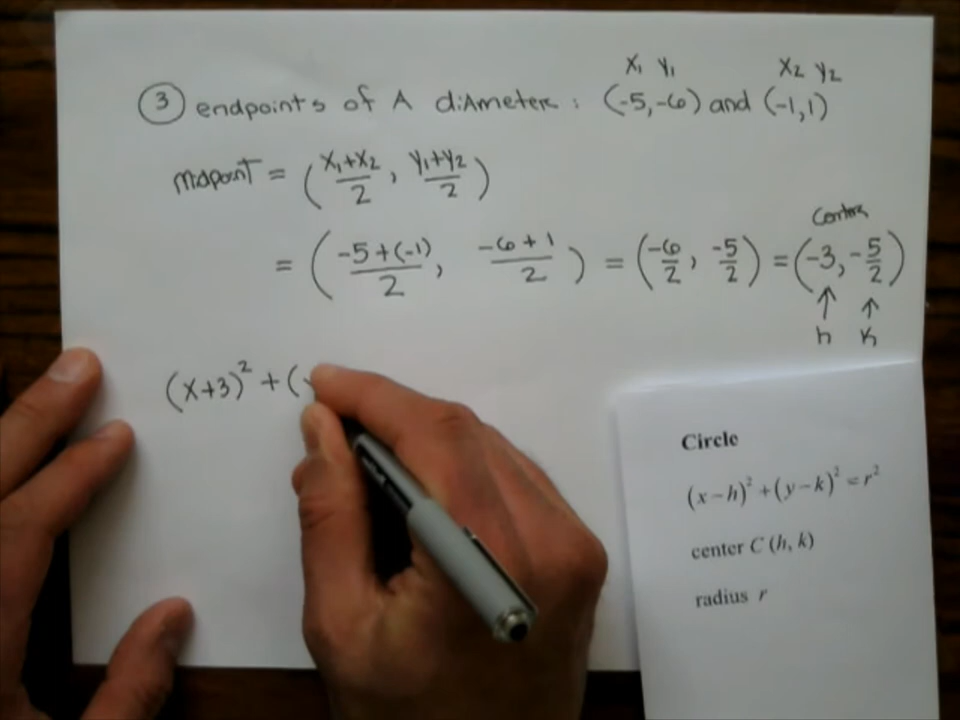 X₁ Y₁ X₂ Y₂
③ endpoints of A diAmeter : (-5,-6) and (-1,1)
midpoint = (X₁+X₂/2, Y₁+Y₂/2)
Center
= (-5+(-1)/2, -6+1/2) = (-6/2, -5/2) = (-3, -5/2)
↑ ↑
h k
(x+3)² + (
Circle
(x-h)² + (y-k)² = r²
center C (h, k)
radius r